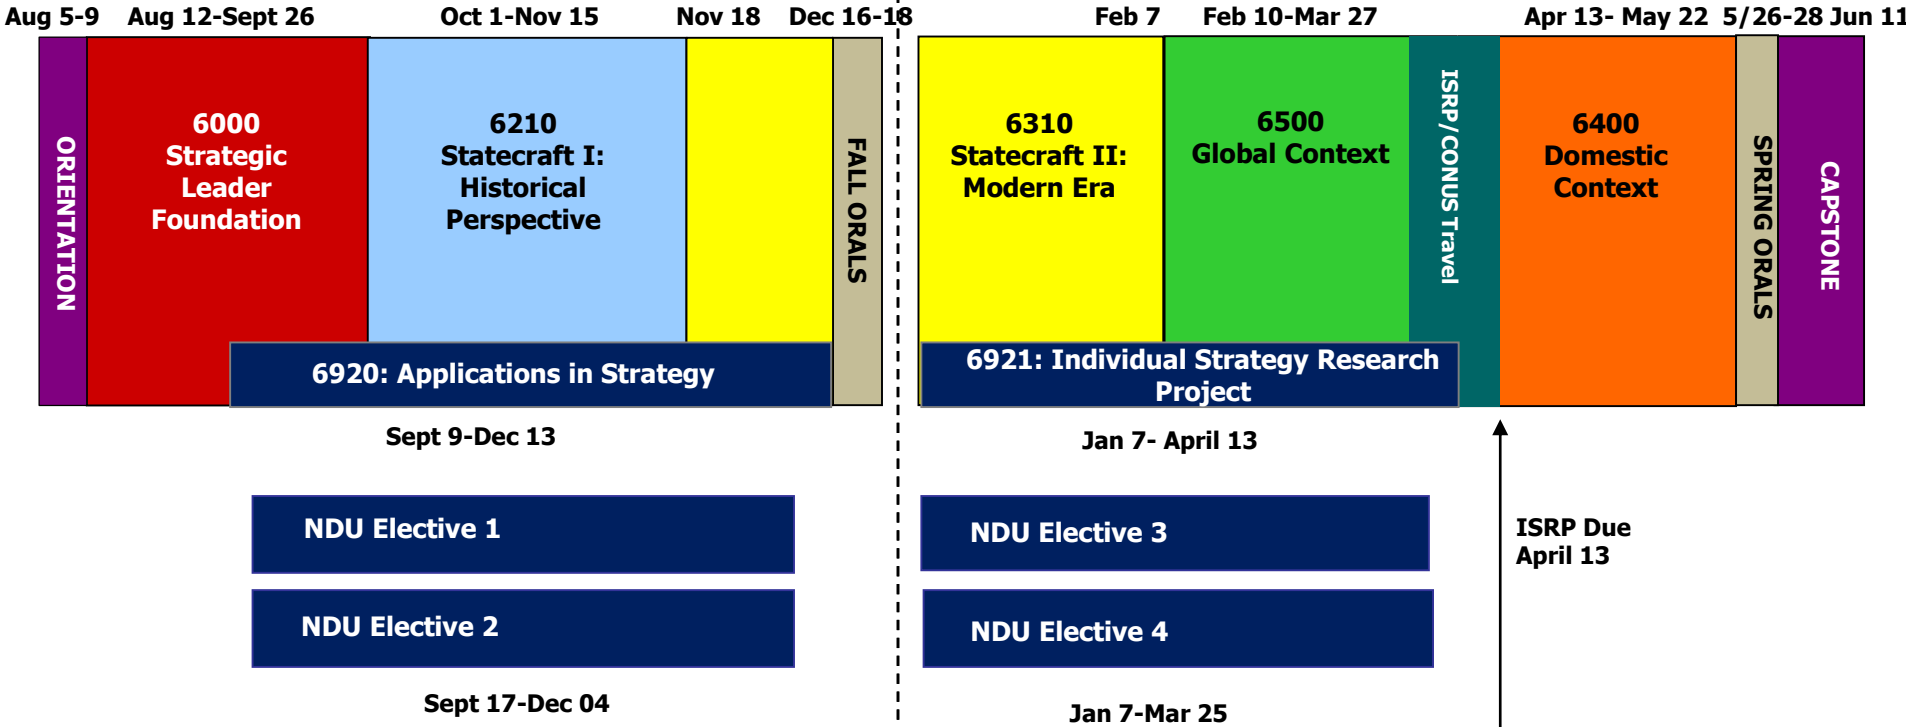 Aug 5-9 Aug 12-Sept 26 Oct 1-Nov 15 Nov 18 Dec 16-18 Feb 7 Feb 10-Mar 27 Apr 13- May 22 5/26-28 Jun 11
ORIENTATION
6000
Strategic
Leader
Foundation
6210
Statecraft I:
Historical
Perspective
FALL ORALS
6310
Statecraft II:
Modern Era
6500
Global Context
ISRP/CONUS Travel
6400
Domestic
Context
SPRING ORALS
CAPSTONE
6920: Applications in Strategy
6921: Individual Strategy Research
Project
Sept 9-Dec 13
Jan 7- April 13
NDU Elective 1
NDU Elective 3
ISRP Due
April 13
NDU Elective 2
NDU Elective 4
Sept 17-Dec 04
Jan 7-Mar 25